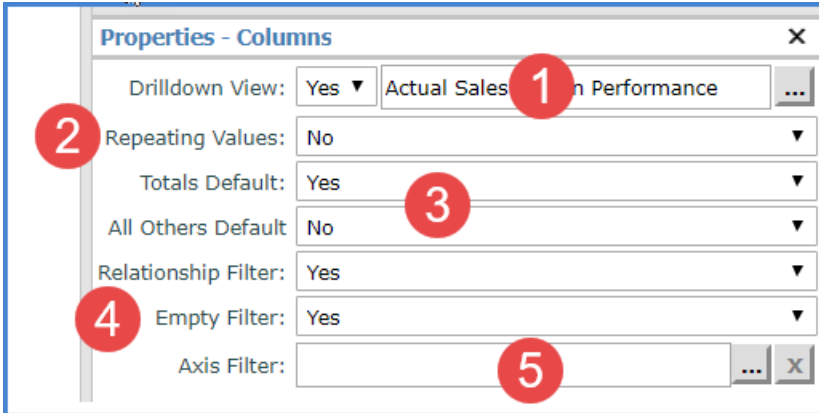 Properties - Columns X
Drilldown View: Yes Actual Sales 1 n Performance ...
2 Repeating Values: No
Totals Default: Yes
3
All Others Default No
Relationship Filter: Yes
4 Empty Filter: Yes
Axis Filter: 5 ... x